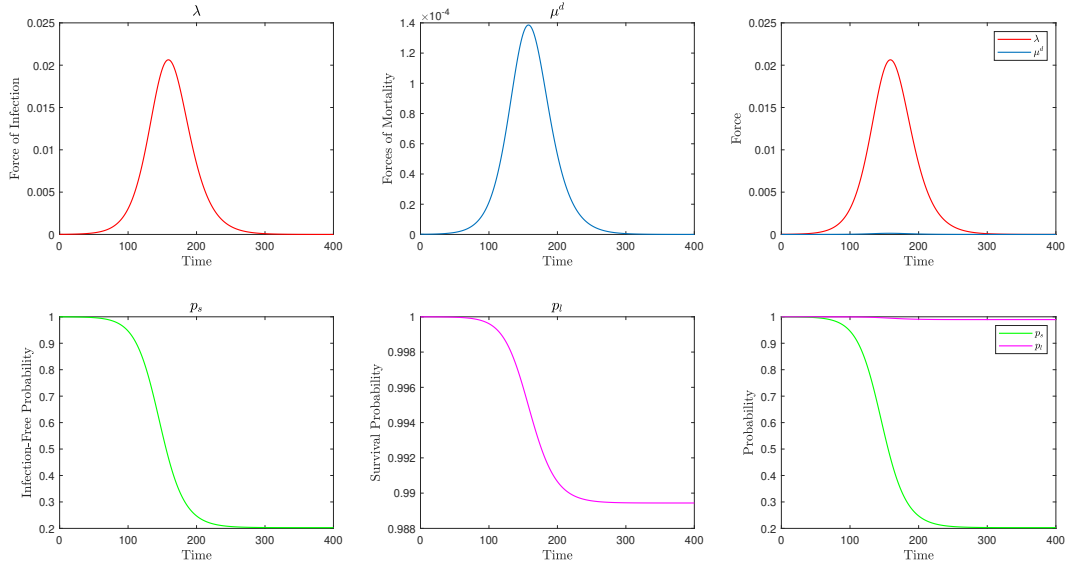 λ
0.025
0.02
0.015
0.01
0.005
0
Force of Infection
0 100 200 300 400
Time
μᵈ
×10⁻⁴
1.4
1.2
1
0.8
0.6
0.4
0.2
0
Forces of Mortality
0 100 200 300 400
Time
0.025
0.02
0.015
0.01
0.005
0
Force
λ
μᵈ
0 100 200 300 400
Time
pₛ
1
0.9
0.8
0.7
0.6
0.5
0.4
0.3
0.2
Infection-Free Probability
0 100 200 300 400
Time
pₗ
1
0.998
0.996
0.994
0.992
0.99
0.988
Survival Probability
0 100 200 300 400
Time
1
0.9
0.8
0.7
0.6
0.5
0.4
0.3
0.2
Probability
pₛ
pₗ
0 100 200 300 400
Time